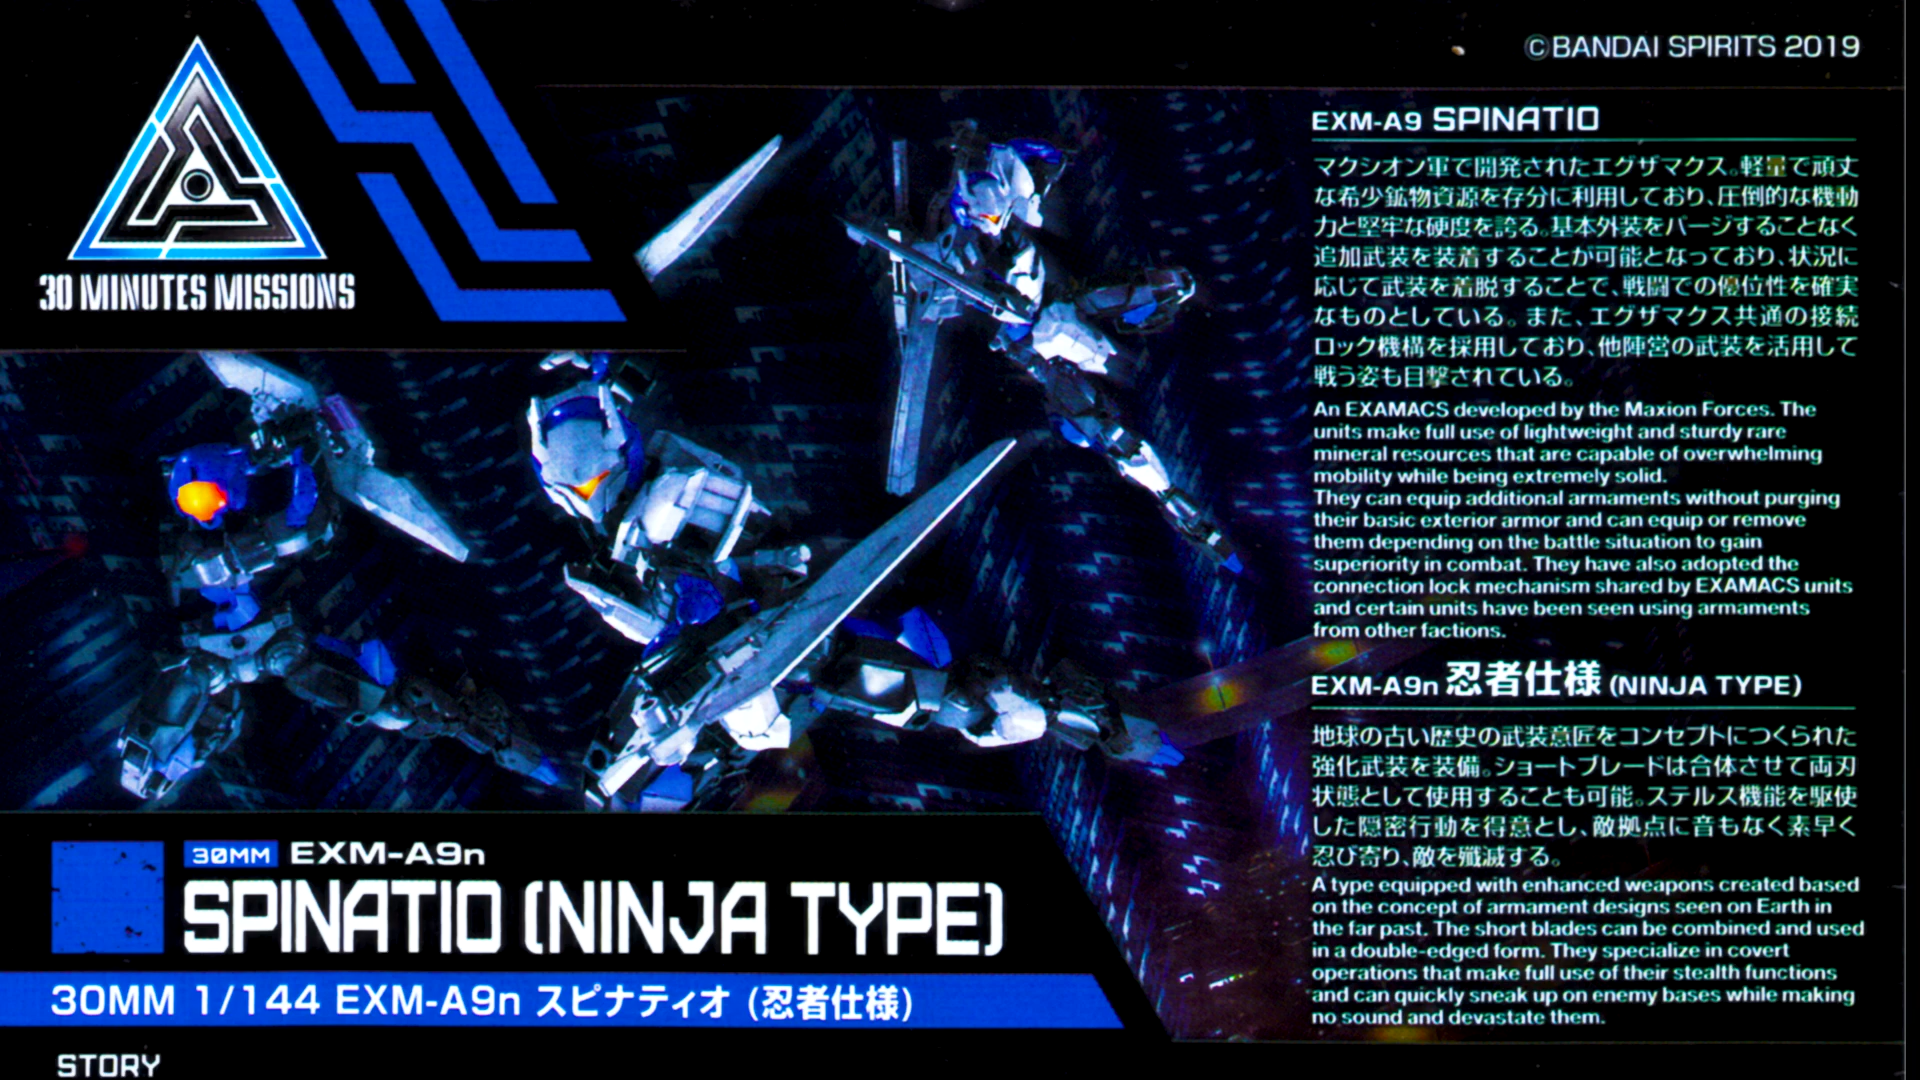 ©BANDAI SPIRITS 2019
30 MINUTES MISSIONS
EXM-A9 SPINATIO
マクシオン軍で開発されたエグザマクス。軽量で頑丈
な希少鉱物資源を存分に利用しており、圧倒的な機動
力と堅牢な硬度を誇る。基本外装をパージすることなく
追加武装を装着することが可能となっており、状況に
応じて武装を着脱することで、戦闘での優位性を確実
なものとしている。また、エグザマクス共通の接続
ロック機構を採用しており、他陣営の武装を活用して
戦う姿も目撃されている。
An EXAMACS developed by the Maxion Forces. The
units make full use of lightweight and sturdy rare
mineral resources that are capable of overwhelming
mobility while being extremely solid.
They can equip additional armaments without purging
their basic exterior armor and can equip or remove
them depending on the battle situation to gain
superiority in combat. They have also adopted the
connection lock mechanism shared by EXAMACS units
and certain units have been seen using armaments
from other factions.
EXM-A9n 忍者仕様 (NINJA TYPE)
地球の古い歴史の武装意匠をコンセプトにつくられた
強化武装を装備。ショートブレードは合体させて両刃
状態として使用することも可能。ステルス機能を駆使
した隠密行動を得意とし、敵拠点に音もなく素早く
忍び寄り、敵を殲滅する。
A type equipped with enhanced weapons created based
on the concept of armament designs seen on Earth in
the far past. The short blades can be combined and used
in a double-edged form. They specialize in covert
operations that make full use of their stealth functions
and can quickly sneak up on enemy bases while making
no sound and devastate them.
30MM EXM-A9n
SPINATIO (NINJA TYPE)
30MM 1/144 EXM-A9n スピナティオ (忍者仕様)
STORY